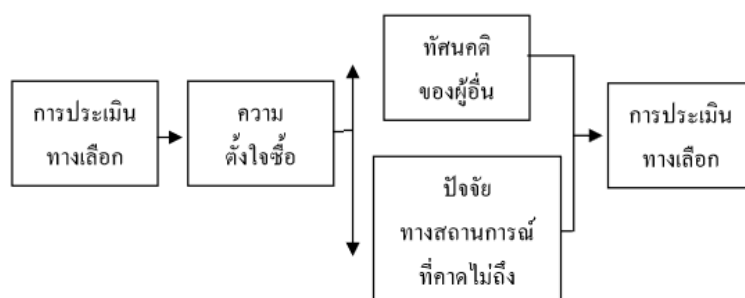 การประเมิน
ทางเลือก
ความ
ตั้งใจซื้อ
ทัศนคติ
ของผู้อื่น
ปัจจัย
ทางสถานการณ์
ที่คาดไม่ถึง
การประเมิน
ทางเลือก